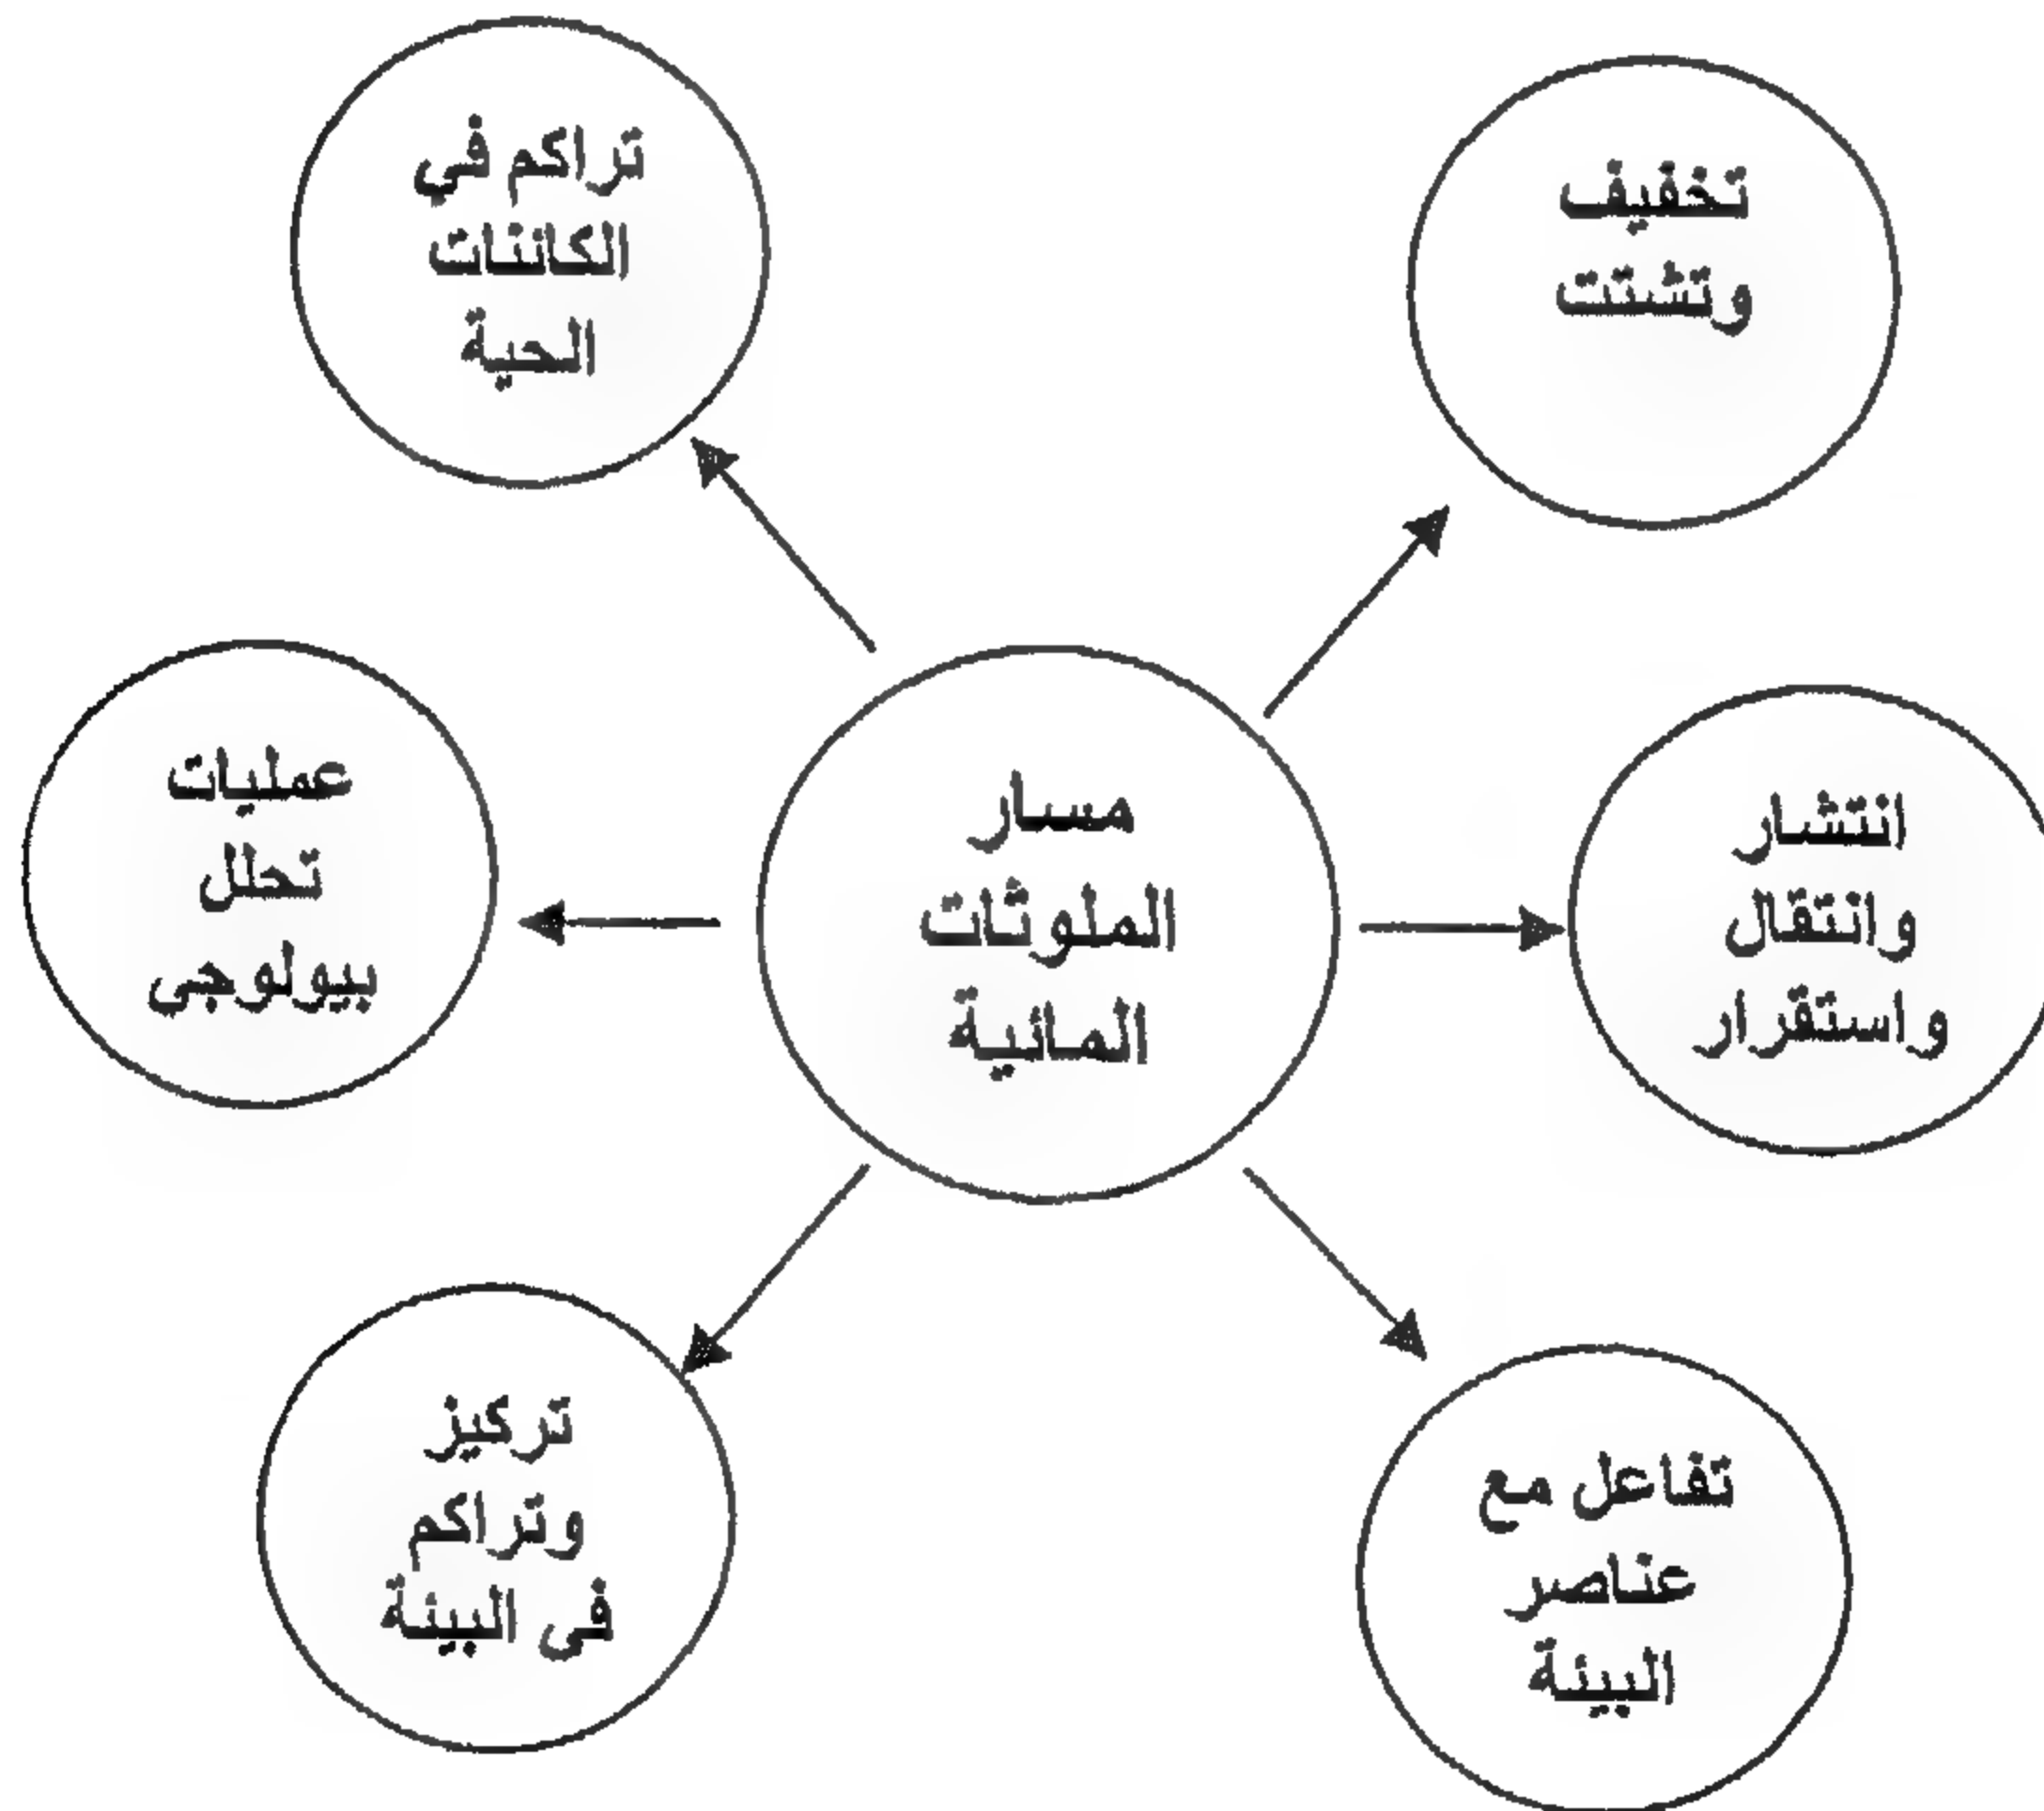 تراكم في
الكائنات
الحية
تخفيف
وتشتت
عمليات
تحلل
بيولوجي
مسار
الملوثات
المائية
انتشار
وانتقال
واستقرار
تركيز
وتراكم
في البيئة
تفاعل مع
عناصر
البيئة